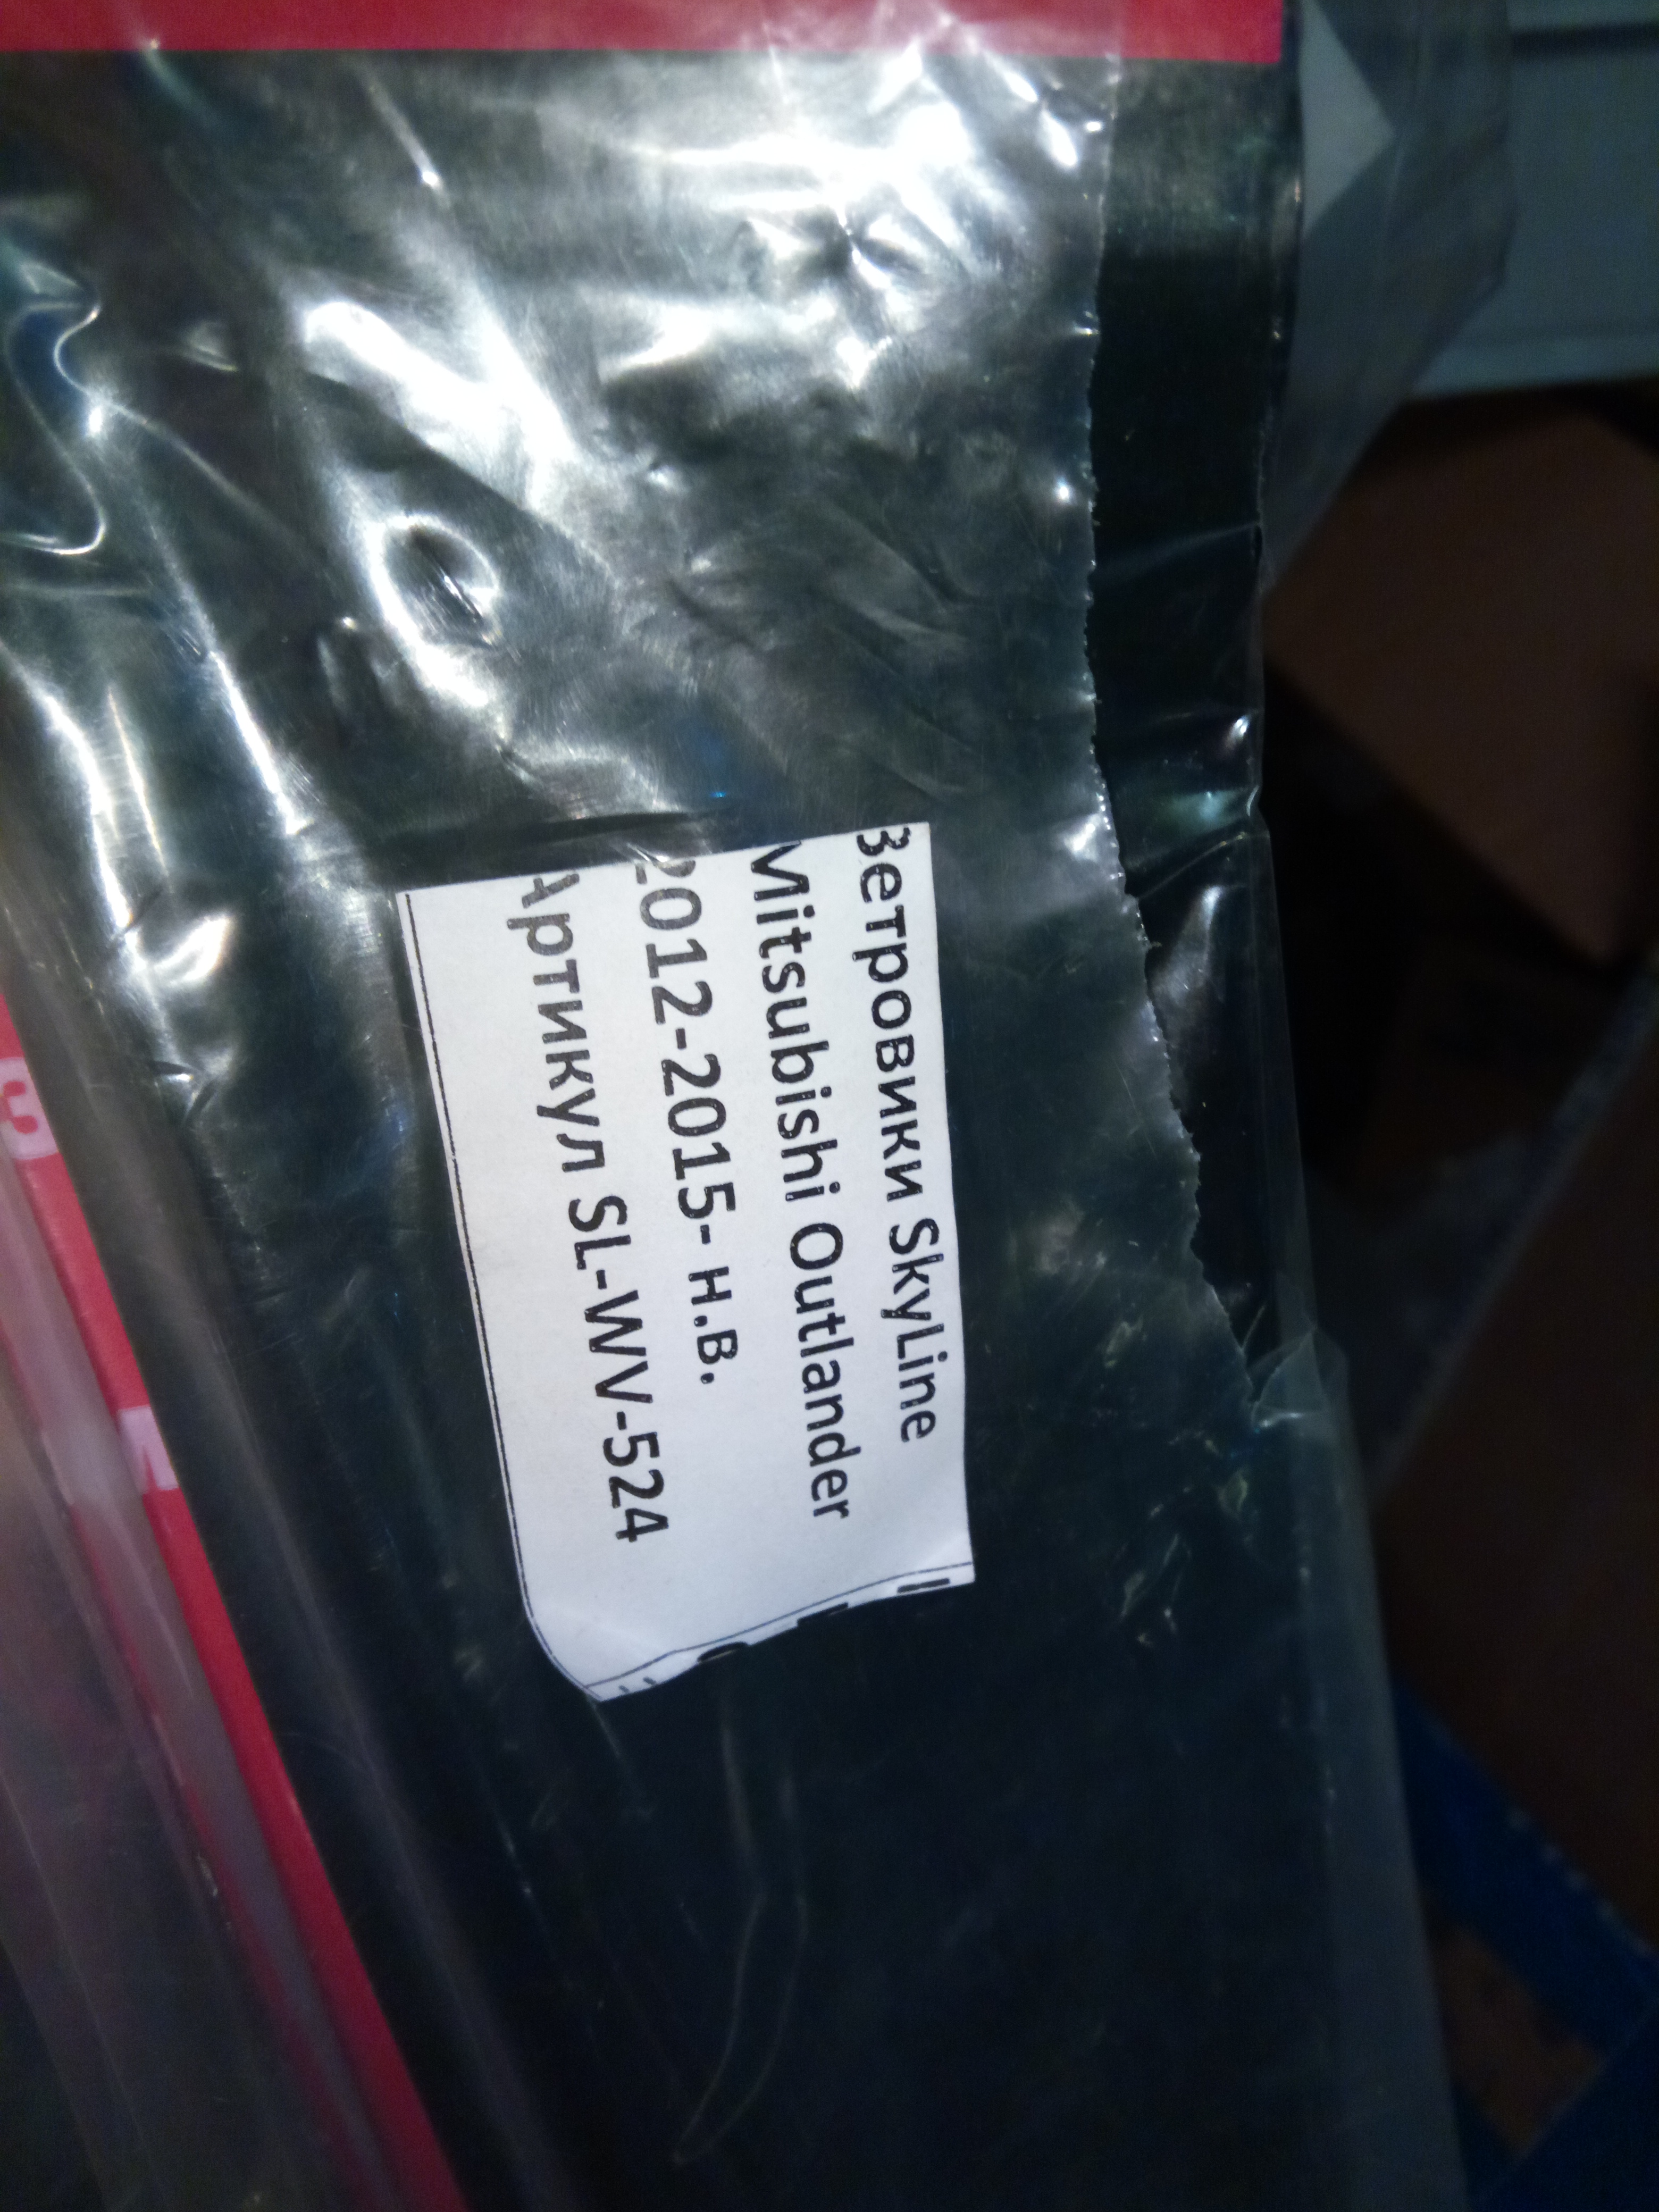 Ветровики SkyLine
Mitsubishi Outlander
2012-2015- н.в.
Артикул SL-WV-524